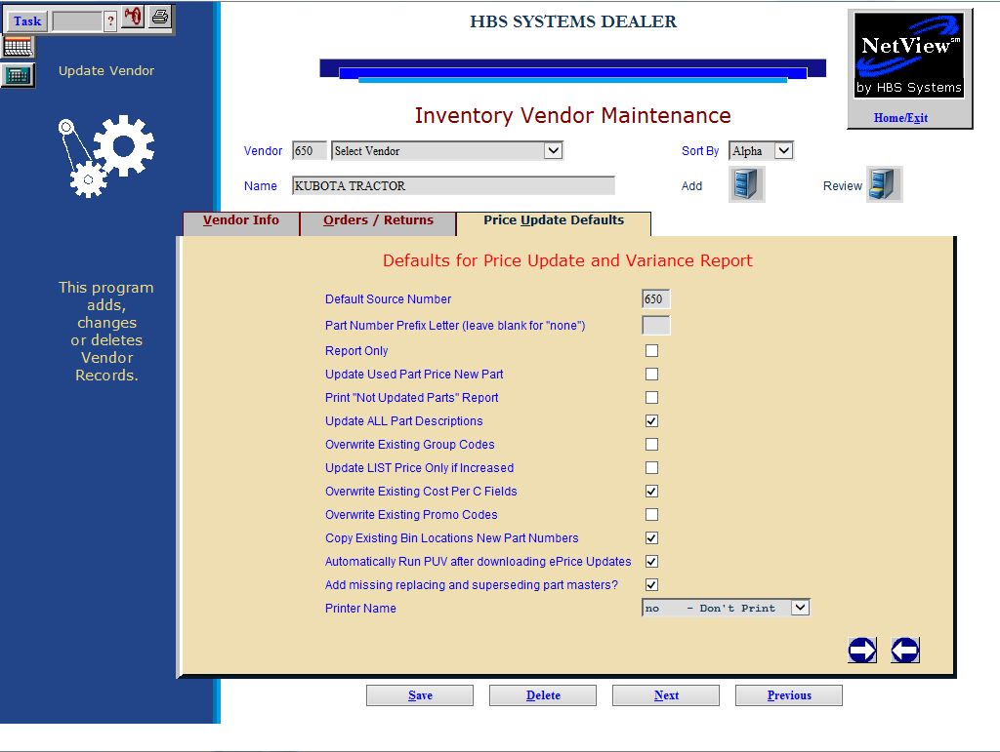 Task
?
HBS SYSTEMS DEALER
Update Vendor
NetView℠
by HBS Systems
Home/Exit
Inventory Vendor Maintenance
Vendor 650 Select Vendor Sort By Alpha
Name KUBOTA TRACTOR Add Review
Vendor Info Orders / Returns Price Update Defaults
Defaults for Price Update and Variance Report
This program
adds,
changes
or deletes
Vendor
Records.
Default Source Number 650
Part Number Prefix Letter (leave blank for "none")
Report Only
Update Used Part Price New Part
Print "Not Updated Parts" Report
Update ALL Part Descriptions
Overwrite Existing Group Codes
Update LIST Price Only if Increased
Overwrite Existing Cost Per C Fields
Overwrite Existing Promo Codes
Copy Existing Bin Locations New Part Numbers
Automatically Run PUV after downloading ePrice Updates
Add missing replacing and superseding part masters?
Printer Name no - Don't Print
Save Delete Next Previous